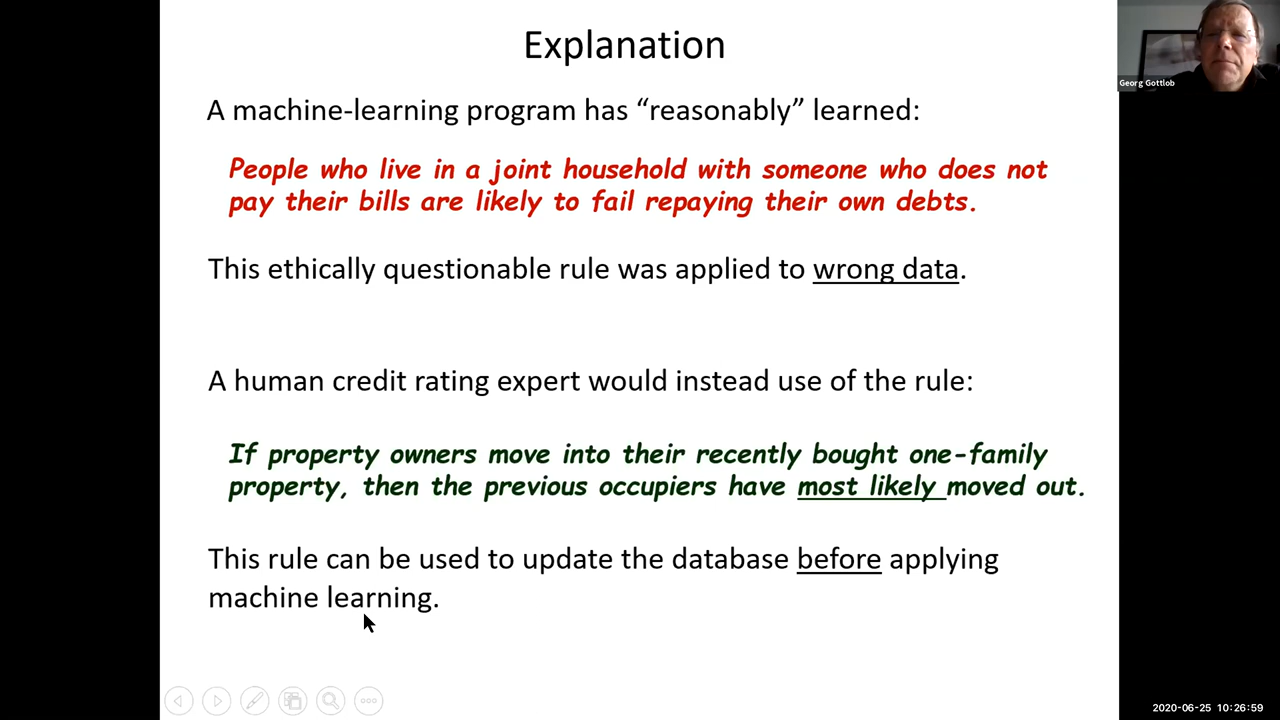 Explanation
Georg Gottlob
A machine-learning program has “reasonably” learned:
People who live in a joint household with someone who does not
pay their bills are likely to fail repaying their own debts.
This ethically questionable rule was applied to wrong data.
A human credit rating expert would instead use of the rule:
If property owners move into their recently bought one-family
property, then the previous occupiers have most likely moved out.
This rule can be used to update the database before applying
machine learning.
2020-06-25 10:26:59